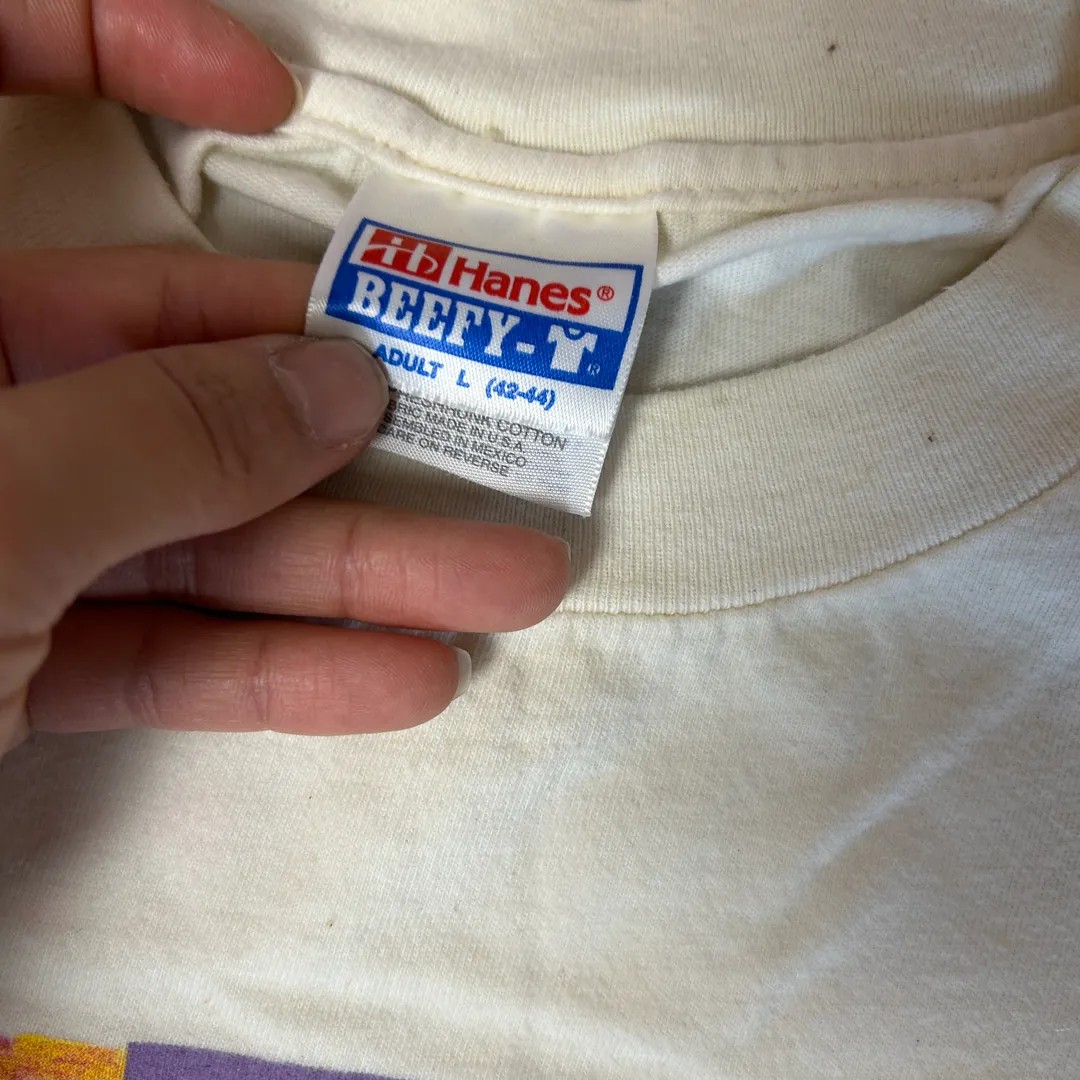 Hanes®
BEEFY-T®
ADULT L (42-44)
COTTON
MADE IN U.S.A.
IN MEXICO
CARE ON REVERSE